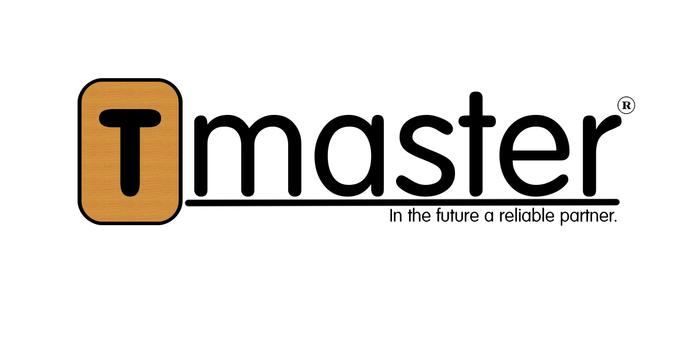 Tmaster®
In the future a reliable partner.